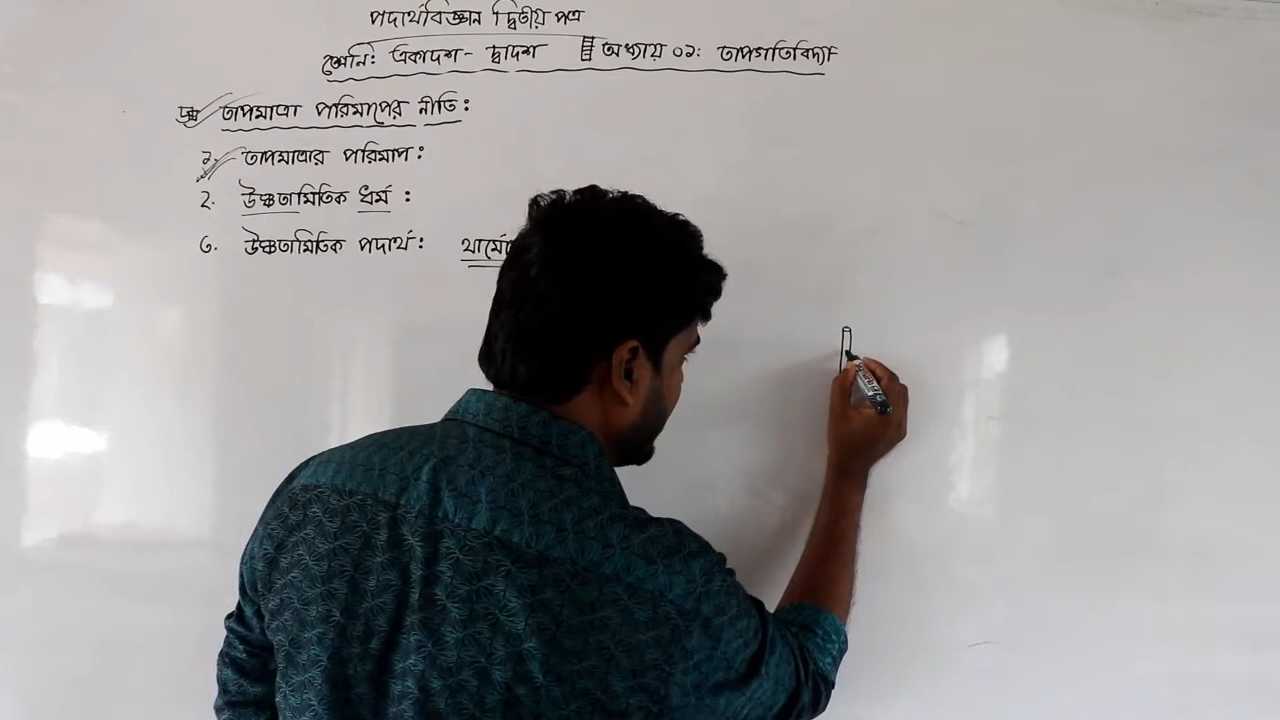 পদার্থবিজ্ঞান দ্বিতীয় পত্র
শ্রেনি: একাদশ - দ্বাদশ অধ্যায় ০১: তাপগতিবিদ্যা
তাপমাত্রা পরিমাপের নীতি:
১. তাপমাত্রার পরিমাপ:
২. উষ্ণতামিতিক ধর্ম :
৩. উষ্ণতামিতিক পদার্থ: